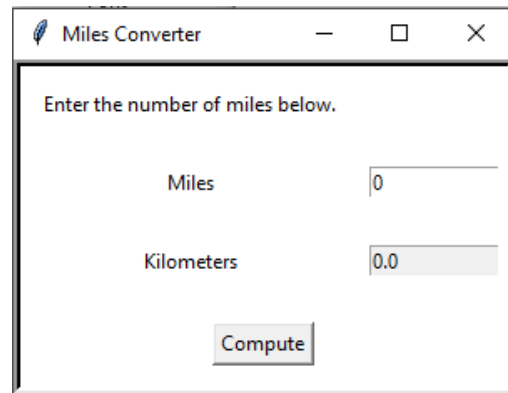 Miles Converter
Enter the number of miles below.
Miles 0
Kilometers 0.0
Compute